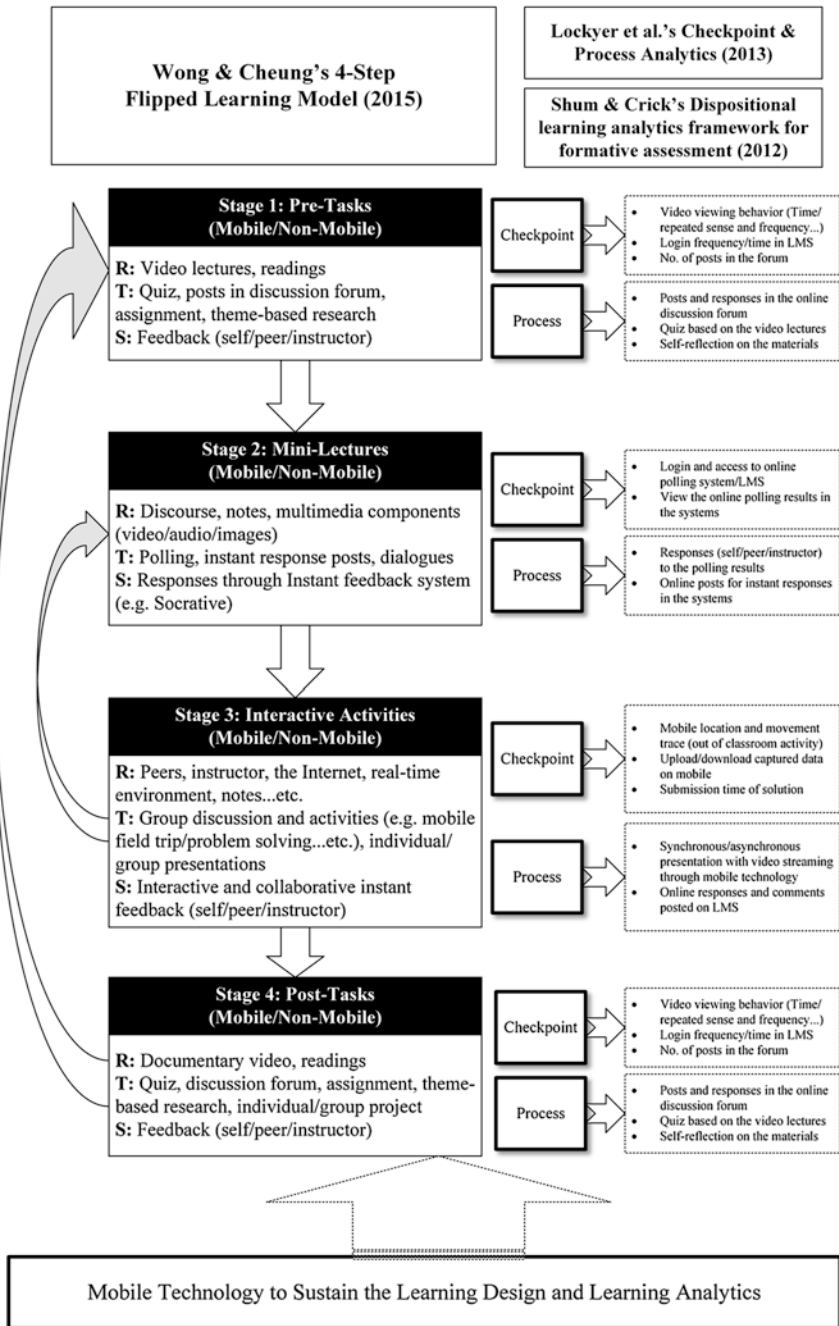 Wong & Cheung's 4-Step
Flipped Learning Model (2015)
Lockyer et al.'s Checkpoint &
Process Analytics (2013)
Shum & Crick's Dispositional
learning analytics framework for
formative assessment (2012)
Stage 1: Pre-Tasks
(Mobile/Non-Mobile)
R: Video lectures, readings
T: Quiz, posts in discussion forum,
assignment, theme-based research
S: Feedback (self/peer/instructor)
Checkpoint
• Video viewing behavior (Time/
repeated sense and frequency...)
• Login frequency/time in LMS
• No. of posts in the forum
Process
• Posts and responses in the online
discussion forum
• Quiz based on the video lectures
• Self-reflection on the materials
Stage 2: Mini-Lectures
(Mobile/Non-Mobile)
R: Discourse, notes, multimedia components
(video/audio/images)
T: Polling, instant response posts, dialogues
S: Responses through Instant feedback system
(e.g. Socrative)
Checkpoint
• Login and access to online
polling system/LMS
• View the online polling results in
the systems
Process
• Responses (self/peer/instructor)
to the polling results
• Online posts for instant responses
in the systems
Stage 3: Interactive Activities
(Mobile/Non-Mobile)
R: Peers, instructor, the Internet, real-time
environment, notes...etc.
T: Group discussion and activities (e.g. mobile
field trip/problem solving...etc.), individual/
group presentations
S: Interactive and collaborative instant
feedback (self/peer/instructor)
Checkpoint
• Mobile location and movement
trace (out of classroom activity)
• Upload/download captured data
on mobile
• Submission time of solution
Process
• Synchronous/asynchronous
presentation with video streaming
through mobile technology
• Online responses and comments
posted on LMS
Stage 4: Post-Tasks
(Mobile/Non-Mobile)
R: Documentary video, readings
T: Quiz, discussion forum, assignment, theme-
based research, individual/group project
S: Feedback (self/peer/instructor)
Checkpoint
• Video viewing behavior (Time/
repeated sense and frequency...)
• Login frequency/time in LMS
• No. of posts in the forum
Process
• Posts and responses in the online
discussion forum
• Quiz based on the video lectures
• Self-reflection on the materials
Mobile Technology to Sustain the Learning Design and Learning Analytics